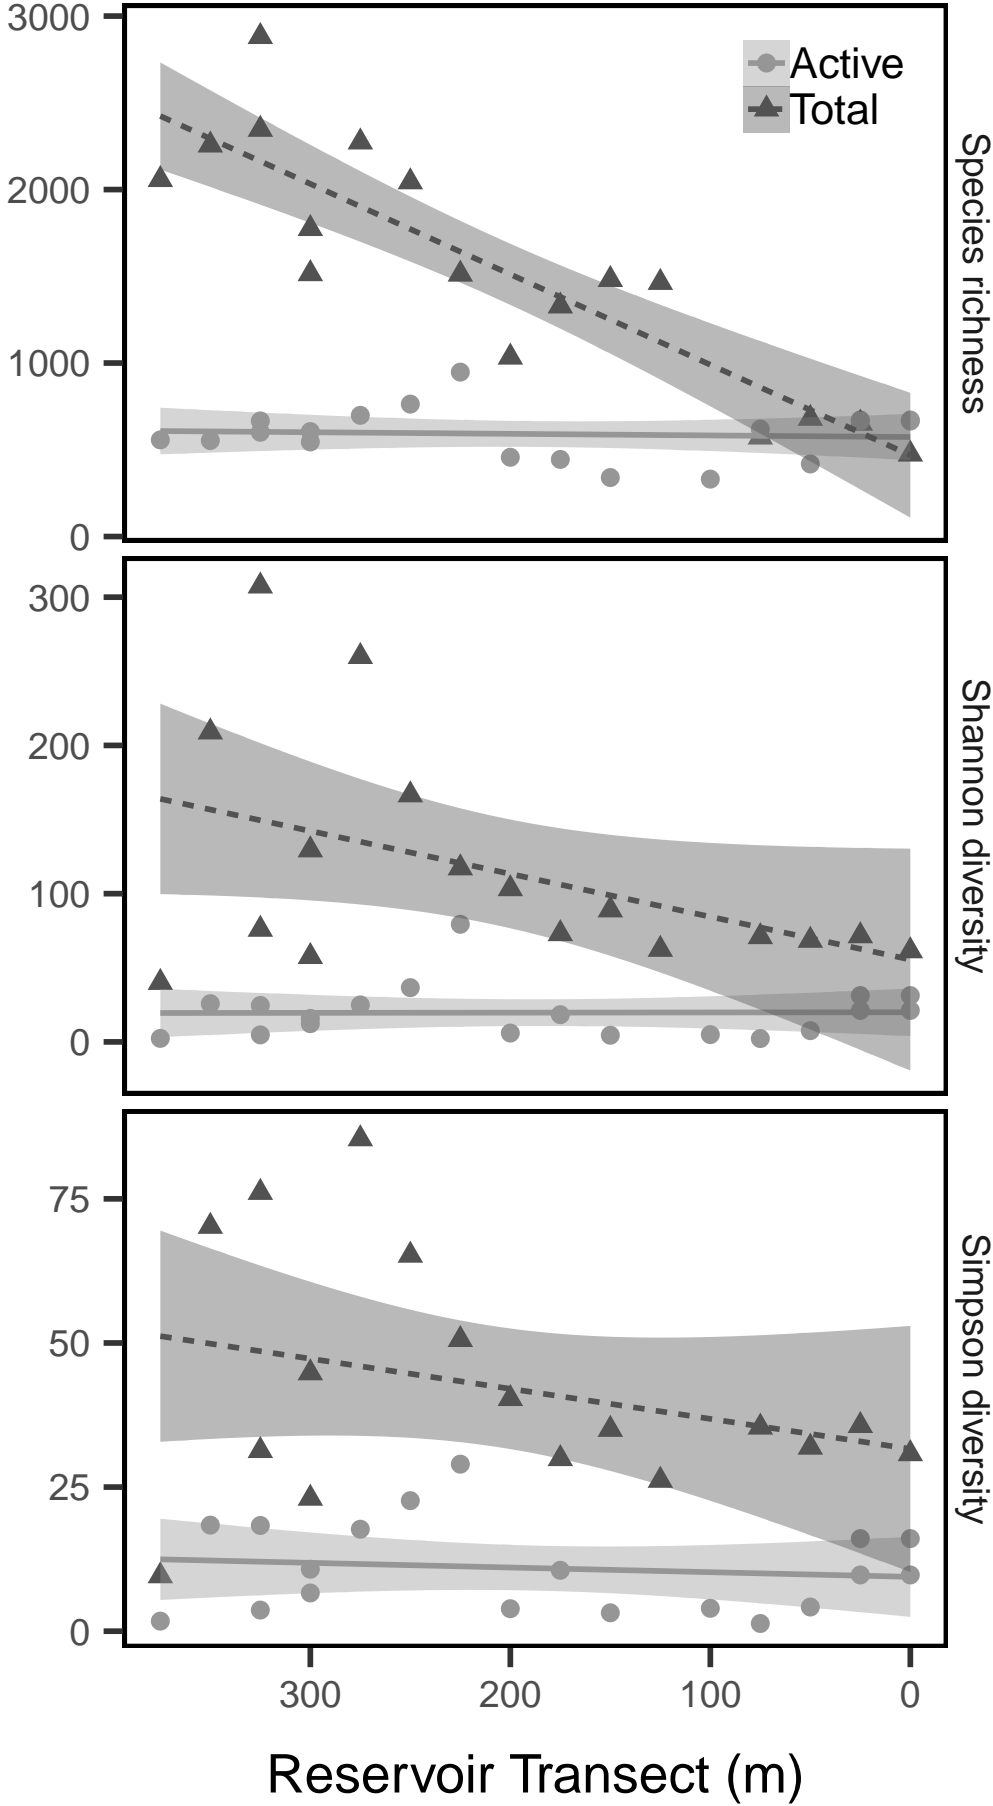 3000
2000
1000
0
Active
Total
Species richness
300
200
100
0
Shannon diversity
75
50
25
0
Simpson diversity
300 200 100 0
Reservoir Transect (m)